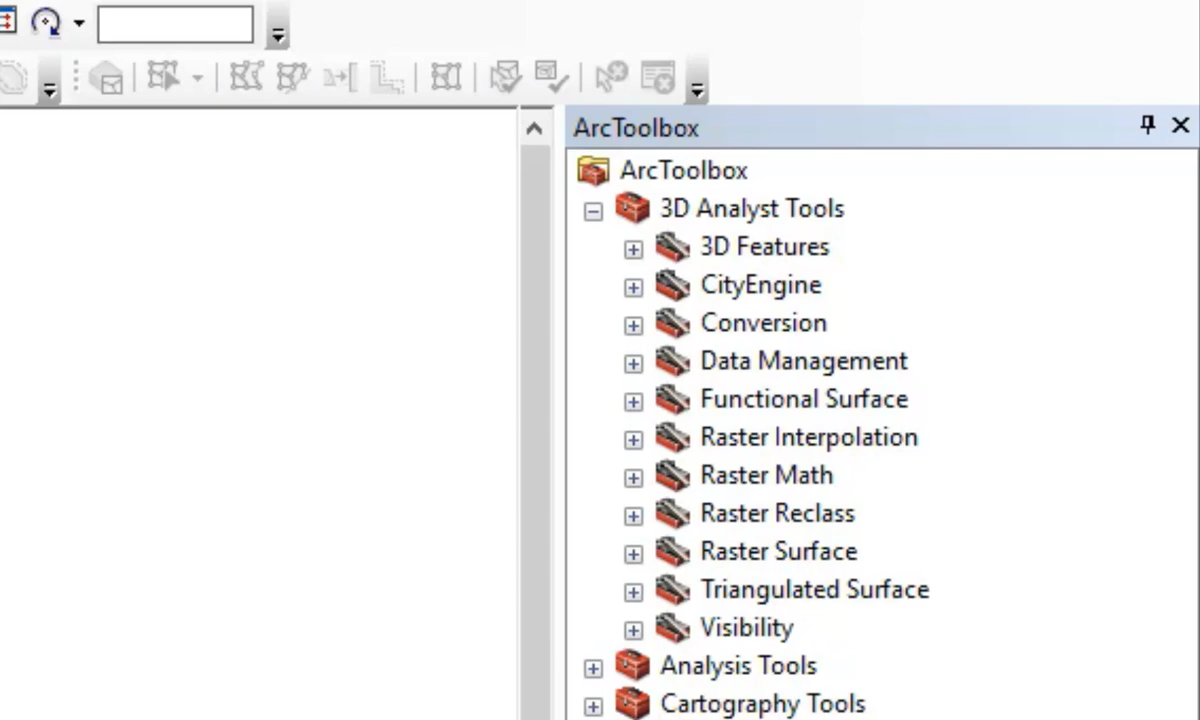 ArcToolbox
ArcToolbox
3D Analyst Tools
3D Features
CityEngine
Conversion
Data Management
Functional Surface
Raster Interpolation
Raster Math
Raster Reclass
Raster Surface
Triangulated Surface
Visibility
Analysis Tools
Cartography Tools